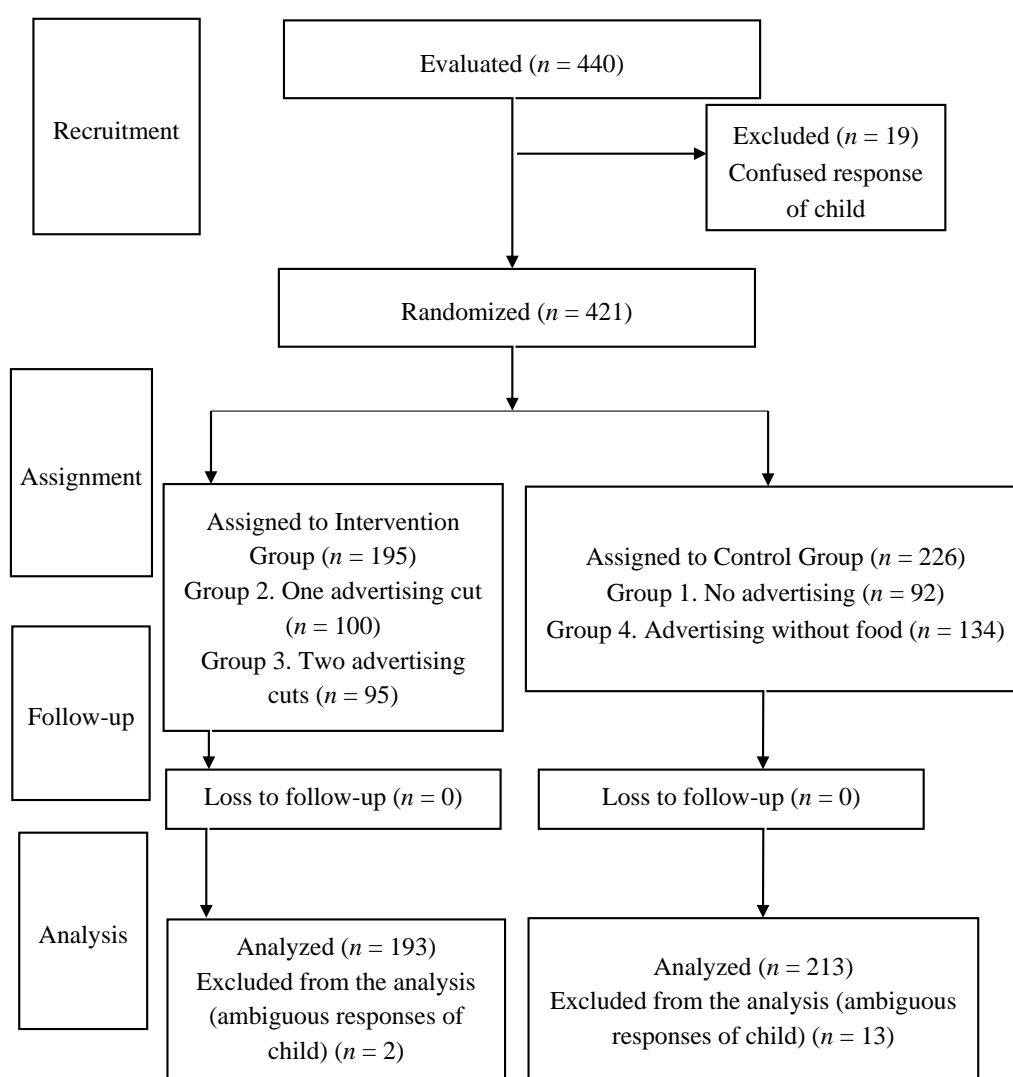 Recruitment
Evaluated (n = 440)
Excluded (n = 19)
Confused response
of child
Randomized (n = 421)
Assignment
Assigned to Intervention
Group (n = 195)
Group 2. One advertising cut
(n = 100)
Group 3. Two advertising
cuts (n = 95)
Assigned to Control Group (n = 226)
Group 1. No advertising (n = 92)
Group 4. Advertising without food (n = 134)
Follow-up
Loss to follow-up (n = 0)
Loss to follow-up (n = 0)
Analysis
Analyzed (n = 193)
Excluded from the analysis
(ambiguous responses of
child) (n = 2)
Analyzed (n = 213)
Excluded from the analysis (ambiguous
responses of child) (n = 13)